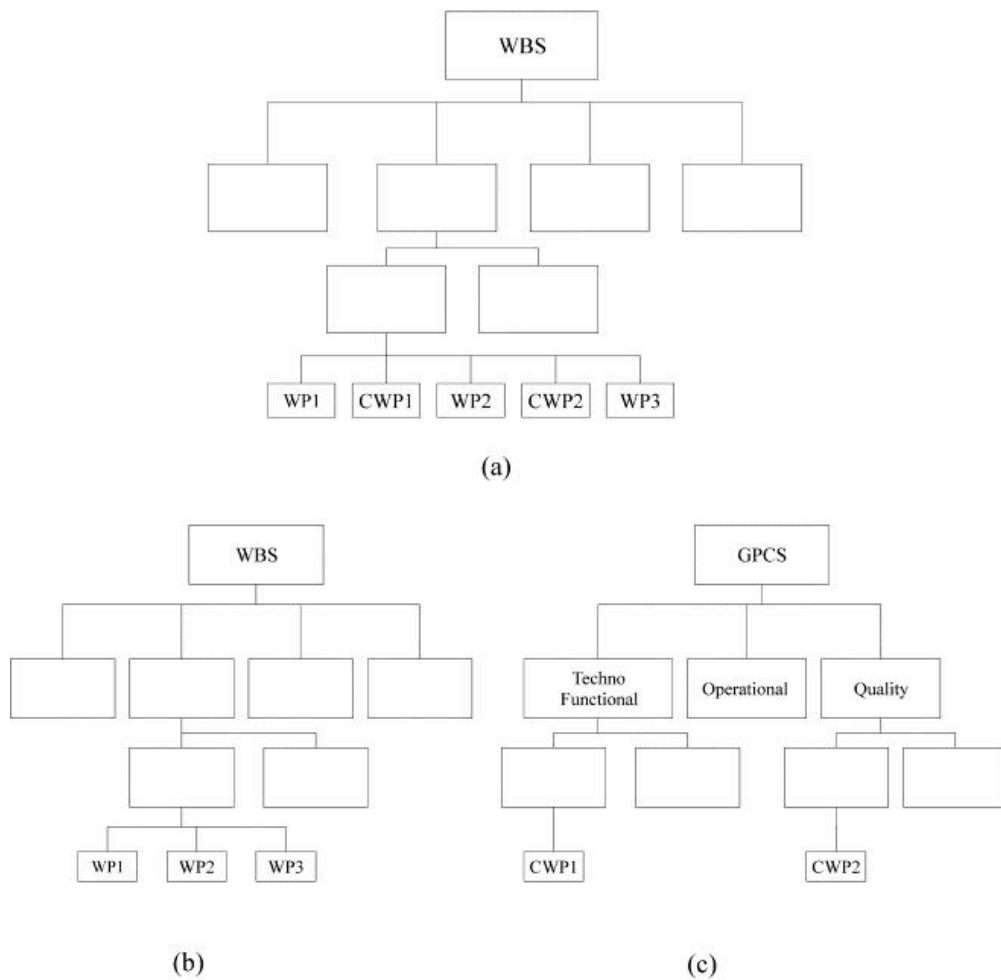 WBS
WP1
CWP1
WP2
CWP2
WP3
(a)
WBS
WP1
WP2
WP3
(b)
GPCS
Techno
Functional
Operational
Quality
CWP1
CWP2
(c)